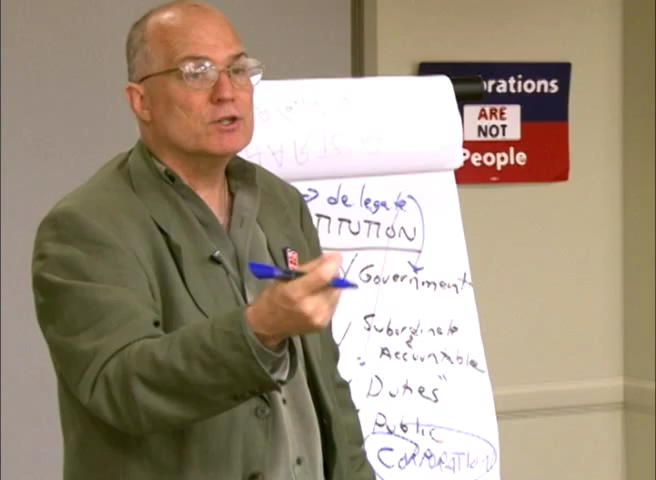 orations
ARE
NOT
People
delegate
TITUTION
Government
Subordinate
&
Accountable
Duties"
Public
CORPORATION